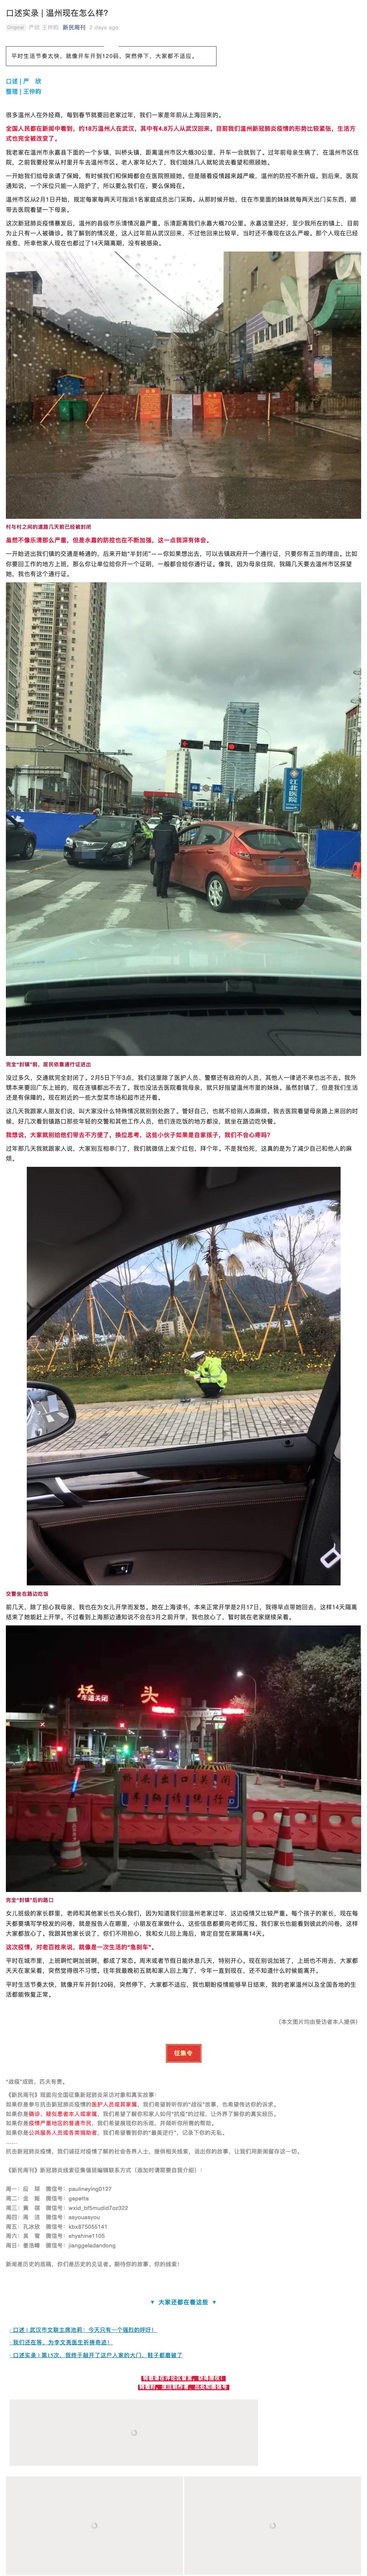 口述实录 | 温州现在怎么样?
Original 严欣 王仲昀 新民周刊 2 days ago
平时生活节奏太快，就像开车开到120码，突然停下，大家都不适应。
口述 | 严　欣
整理 | 王仲昀
很多温州人在外经商，每到春节就要回老家过年，我们一家是年前从上海回来的。
全国人民都在新闻中看到，约18万温州人在武汉，其中有4.8万人从武汉回来。目前我们温州新冠肺炎疫情的形势比较紧张，生活方
式也完全被改变了。
我老家在温州市永嘉县下面的一个乡镇，叫桥头镇，距离温州市区大概30公里，开车一会就到了。过年前母亲生病了，在温州市区住
院，之前我要经常从村里开车去温州市区。老人家年纪大了，我们姐妹几人就轮流去看望和照顾她。
一开始我们给母亲请了保姆，有时候我们和保姆都会在医院照顾她，但是随着疫情越来越严峻，温州的防控不断升级。到后来，医院
通知说，一个床位只能一人陪护了，所以要么我们在，要么保姆在。
温州市区从2月1日开始，规定每家每两天可指派1名家庭成员出门采购。从那时候开始，住在市里面的妹妹就每两天出门买东西，顺
带去医院看望一下母亲。
这次新冠肺炎疫情暴发后，温州的县级市乐清情况最严重。乐清距离我们永嘉大概70公里。永嘉这里还好，至少我所在的镇上，目前
为止只有一人被确诊。我了解到的情况是，这人过年前从武汉回来，不过他回来比较早，当时还不像现在这么严峻。那个人现在已经
痊愈，所幸他家人现在也都过了14天隔离期，没有被感染。
村与村之间的道路几天前已经被封闭
虽然不像乐清那么严重，但是永嘉的防控也在不断加强，这一点我深有体会。
一开始进出我们镇的交通是畅通的，后来开始“半封闭”——你如果想出去，可以去镇政府开一个通行证，只要你有正当的理由。比如
你要回工作的地方上班，那么你让单位给你开一个证明，一般都会给你通行证。像我，因为母亲住院，我隔几天要去温州市区探望
她，我也有这个通行证。
江北医院
完全“封镇”前，居民依靠通行证进出
没过多久，交通就完全封闭了。2月5日下午3点，我们这里除了医护人员、警察还有政府的人员，其他人一律进不来也出不去。我外
甥本来要回广东上班的，现在连镇都出不去了。我也没法去医院看我母亲，就只好指望温州市里的妹妹。虽然封镇了，但是我们生活
还是有保障的。现在附近的一些大型菜市场和超市还开着。
这几天我跟家人朋友们说，叫大家没什么特殊情况就别到处跑了。管好自己，也就不给别人添麻烦。我去医院看望母亲路上来回的时
候，好几次看到镇路口那些年轻的交警和其他工作人员，他们连吃饭的地方都没，就坐在路边吃快餐。
我想说，大家就别给他们带去不方便了，换位思考，这些小伙子如果是自家孩子，我们不会心疼吗？
过年那几天我就跟家人说，大家别互相串门了，我们就微信上发个红包，拜个年。不是我怕死，这真的是为了减少自己和他人的麻
烦。
交警坐在路边吃饭
前几天，除了担心我母亲，我也在为女儿开学而发愁。她在上海读书，本来正常开学是2月17日，我得早点带她回去，这样14天隔离
结束了她能赶上开学。不过看到上海那边通知说不会在3月之前开学，我也放心了，暂时就在老家继续呆着。
桥　头
车道关闭
桥头出口关闭
车辆请绕行
完全“封镇”后的路口
女儿班级的家长群里，老师和其他家长也关心我们，因为知道我们回温州老家过年，这边疫情又比较严重。每个孩子的家长，现在每
天都要填写学校发的问卷，就是报告人在哪里，小朋友在家做什么，这些信息都要向老师汇报。我们家长也能看到彼此的问卷，这样
大家都放心了。我跟其他家长说了，你们不用担心，我和女儿回上海后，肯定自觉在家隔离14天。
这次疫情，对老百姓来说，就像是一次生活的“急刹车”。
平时在城市里，上班啊忙啊加班啊，都成了常态。周末或者节假日能休息几天，特别开心。现在别说加班了，上班也不用去，大家都
天天在家呆着，突然觉得很不习惯。往年我最晚初五就和家人回上海了，今年一直到现在，还不知道什么时候能离开。
平时生活节奏太快，就像开车开到120码，突然停下，大家都不适应，我也期盼疫情能够早日结束，我的老家温州以及全国各地的生
活都能恢复正常。
（本文图片均由受访者本人提供）
征集令
“战疫”成败，匹夫有责。
《新民周刊》现面向全国征集新冠肺炎采访对象和真实故事：
如果你是参与抗击新冠肺炎疫情的医护人员或其家属，我们希望聆听你的“战役”故事，也希望传达你的诉求。
如果你是确诊、疑似患者本人或家属，我们希望了解你和家人如何“抗疫”的过程，让外界了解你的真实经历。
如果你是疫情严重地区的普通市民，我们希望展现你的状态，并倾听你所需的帮助。
如果你是公共服务人员或各类捐助者，我们希望看到你的“最美逆行”，记录下你的无私。
……
抗击新冠肺炎疫情，我们诚征对疫情了解的社会各界人士，提供相关线索，说出你的故事，让我们用新闻留存这一切。
《新民周刊》新冠肺炎线索征集值班编辑联系方式（添加时请简要自我介绍）：
周一：应　琛　微信号：paulineying0127
周二：金　姬　微信号：gepetta
周三：黄　祺　微信号：wxid_bf5mudid7oz322
周四：周　洁　微信号：asyouasyou
周五：孔冰欣　微信号：kbx875055141
周六：吴　雪　微信号：shyshine1105
周日：姜浩峰　微信号：jianggeladandong
新闻是历史的底稿，你们是历史的见证者。期待你的故事，你的线索！
▼ 大家还都在看这些 ▼
· 口述 | 武汉市文联主席池莉：今天只有一个强烈的呼吁！
· 我们还在等，为李文亮医生祈祷奇迹！
· 口述实录 | 第15次，我终于敲开了这户人家的大门，鞋子都磨破了